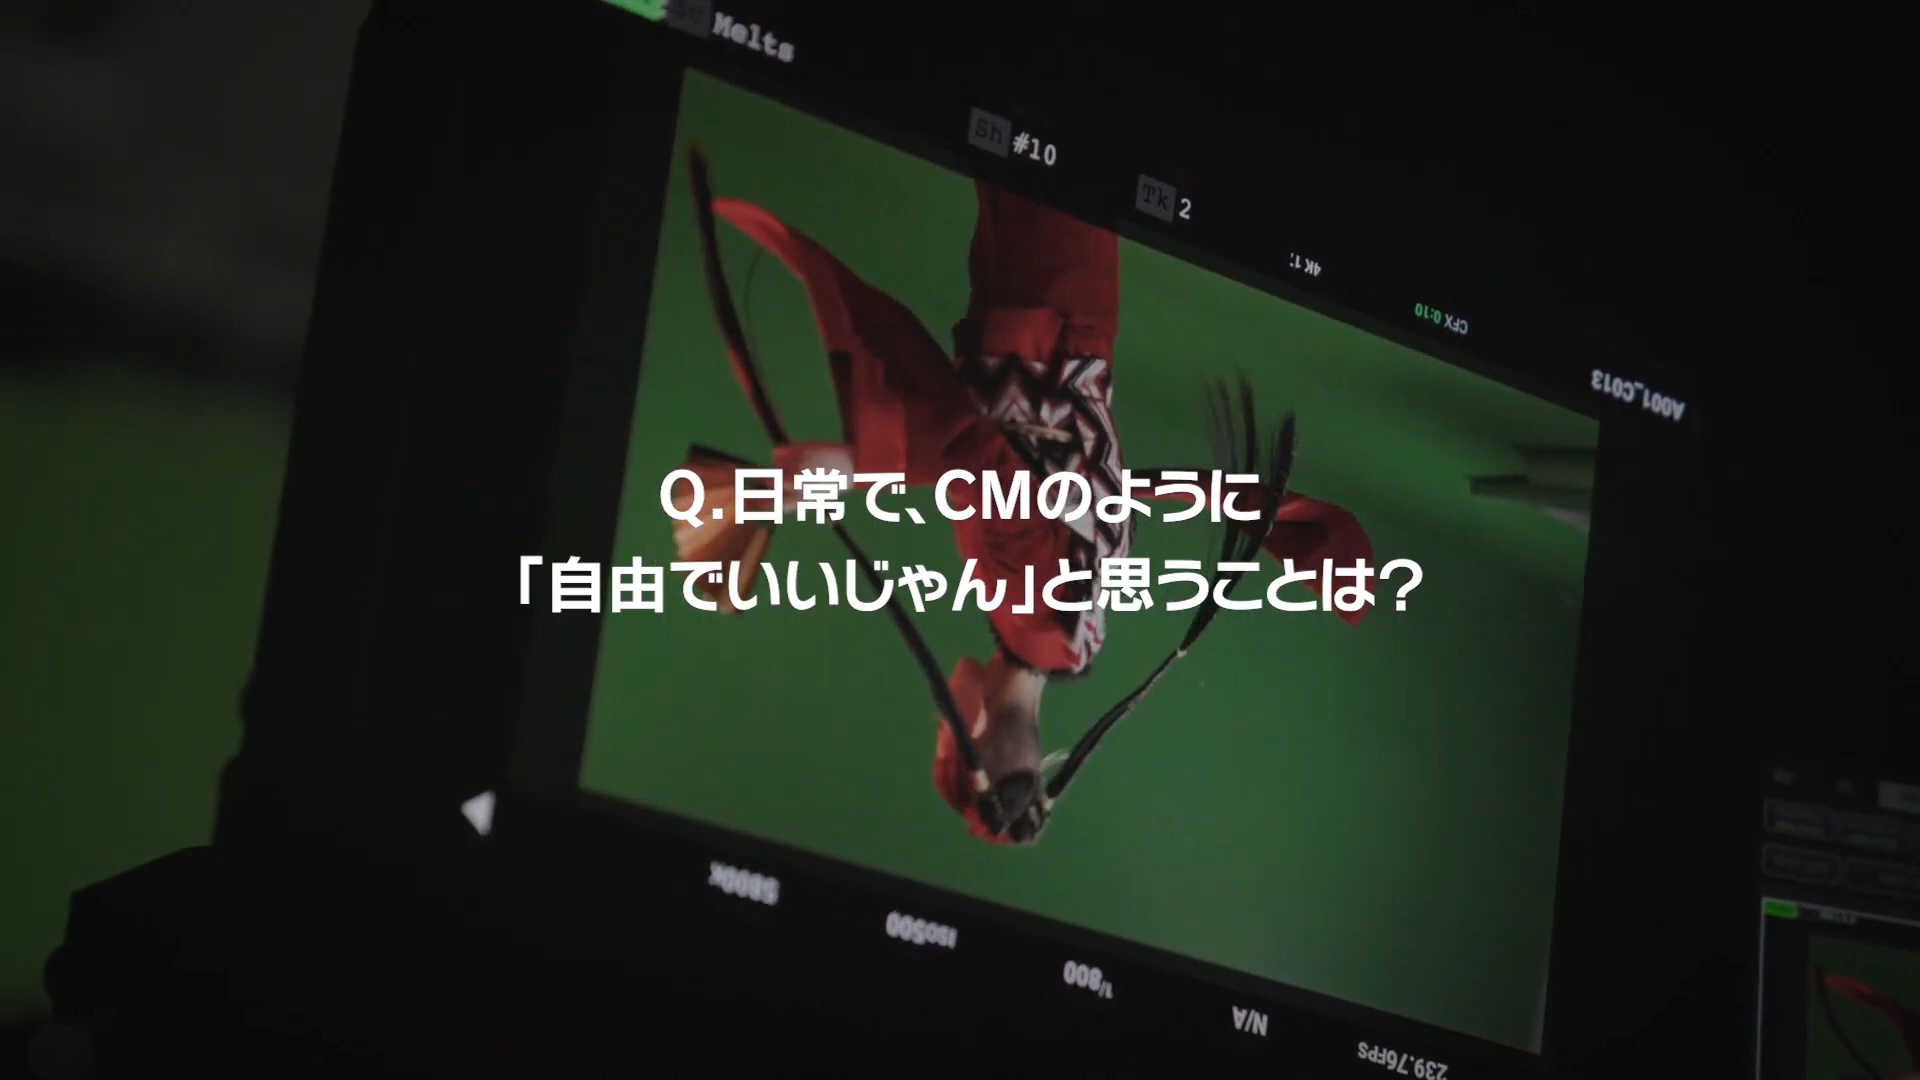 Melts
Sh #10
Tk 2
4K 17
CFX 0:10
A001_C013
Q.日常で、CMのように
「自由でいいじゃん」と思うことは?
5800K
ISO500
1/800
N/A
239.76FPS